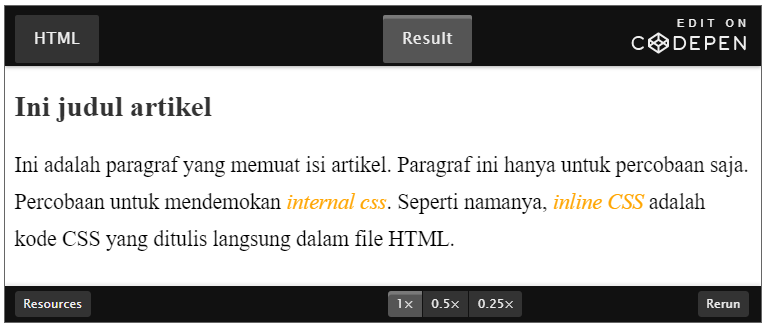 HTML Result EDIT ON
CODEPEN
Ini judul artikel
Ini adalah paragraf yang memuat isi artikel. Paragraf ini hanya untuk percobaan saja.
Percobaan untuk mendemokan internal css. Seperti namanya, inline CSS adalah
kode CSS yang ditulis langsung dalam file HTML.
Resources 1× 0.5× 0.25× Rerun